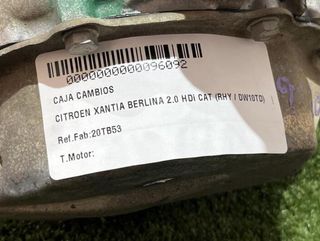 0000000000096092
CAJA CAMBIOS
CITROEN XANTIA BERLINA 2.0 HDi CAT (RHY / DW10TD)
Ref.Fab:20TB53
T.Motor: